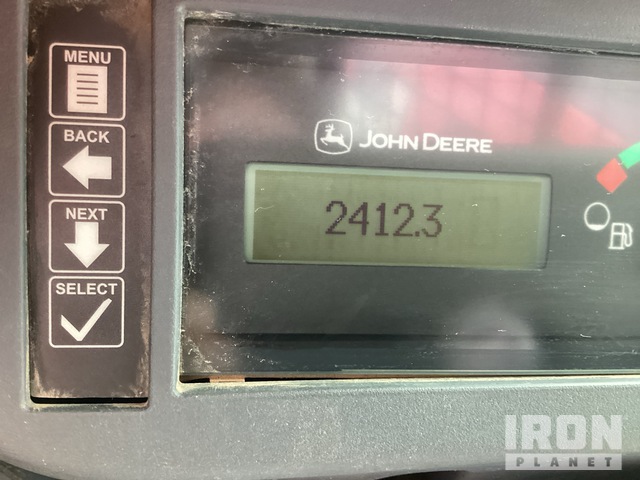 MENU
BACK
NEXT
SELECT
JOHN DEERE
2412.3
IRON
PLANET